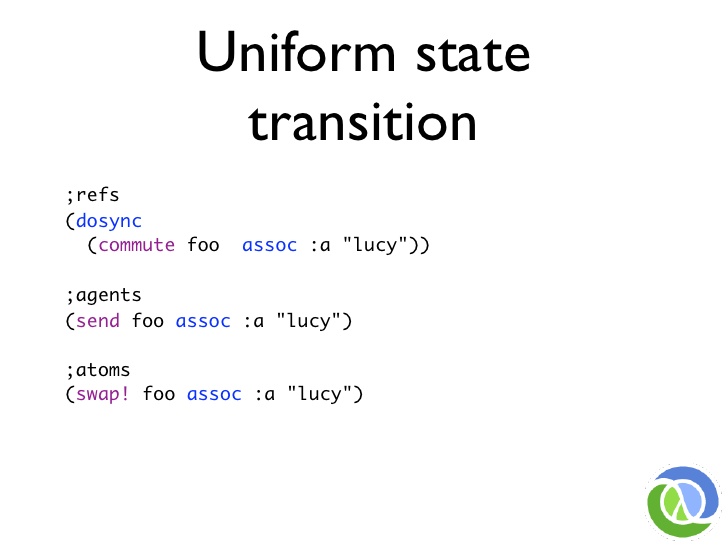 Uniform state
transition
;refs
(dosync
  (commute foo  assoc :a "lucy"))
;agents
(send foo assoc :a "lucy")
;atoms
(swap! foo assoc :a "lucy")